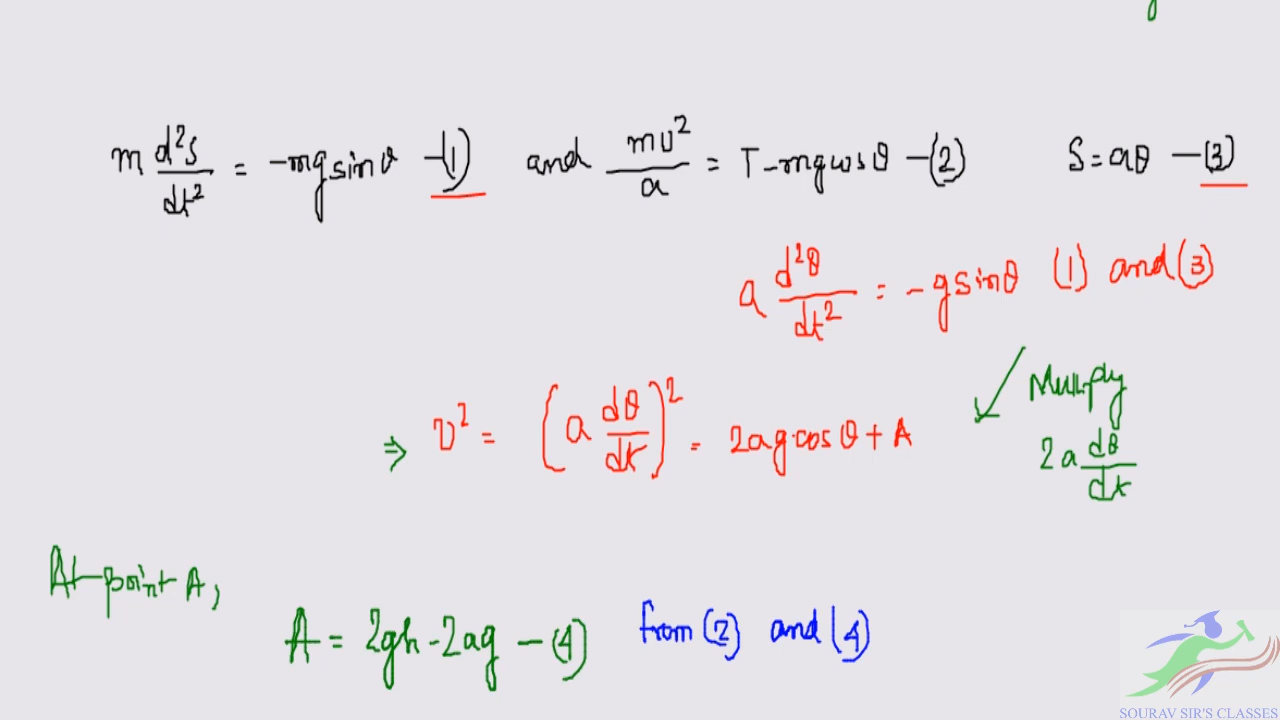 m d²s/dt² = -mg sinθ —(1) and mv²/a = T - mg cosθ —(2) S = aθ —(3)
a d²θ/dt² = -g sinθ (1) and (3)
Multiply
2a dθ/dt
⇒ v² = (a dθ/dt)² = 2ag·cosθ + A
At point A,
A = 2gh - 2ag —(4) from (2) and (4)
SOURAV SIR'S CLASSES